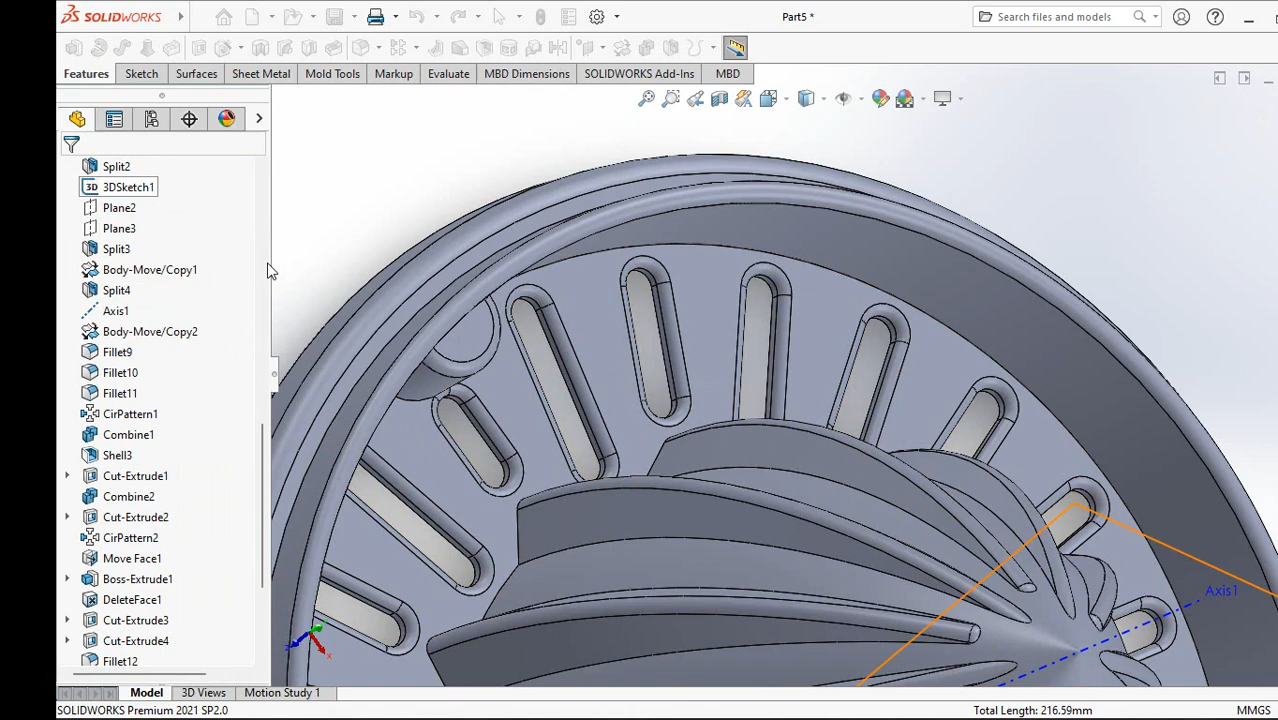 SOLIDWORKS
Part5 *
Search files and models
Features
Sketch
Surfaces
Sheet Metal
Mold Tools
Markup
Evaluate
MBD Dimensions
SOLIDWORKS Add-Ins
MBD
Split2
3D 3DSketch1
Plane2
Plane3
Split3
Body-Move/Copy1
Split4
Axis1
Body-Move/Copy2
Fillet9
Fillet10
Fillet11
CirPattern1
Combine1
Shell3
Cut-Extrude1
Combine2
Cut-Extrude2
CirPattern2
Move Face1
Boss-Extrude1
DeleteFace1
Cut-Extrude3
Cut-Extrude4
Fillet12
Axis1
z
x
Model
3D Views
Motion Study 1
SOLIDWORKS Premium 2021 SP2.0
Total Length: 216.59mm
MMGS